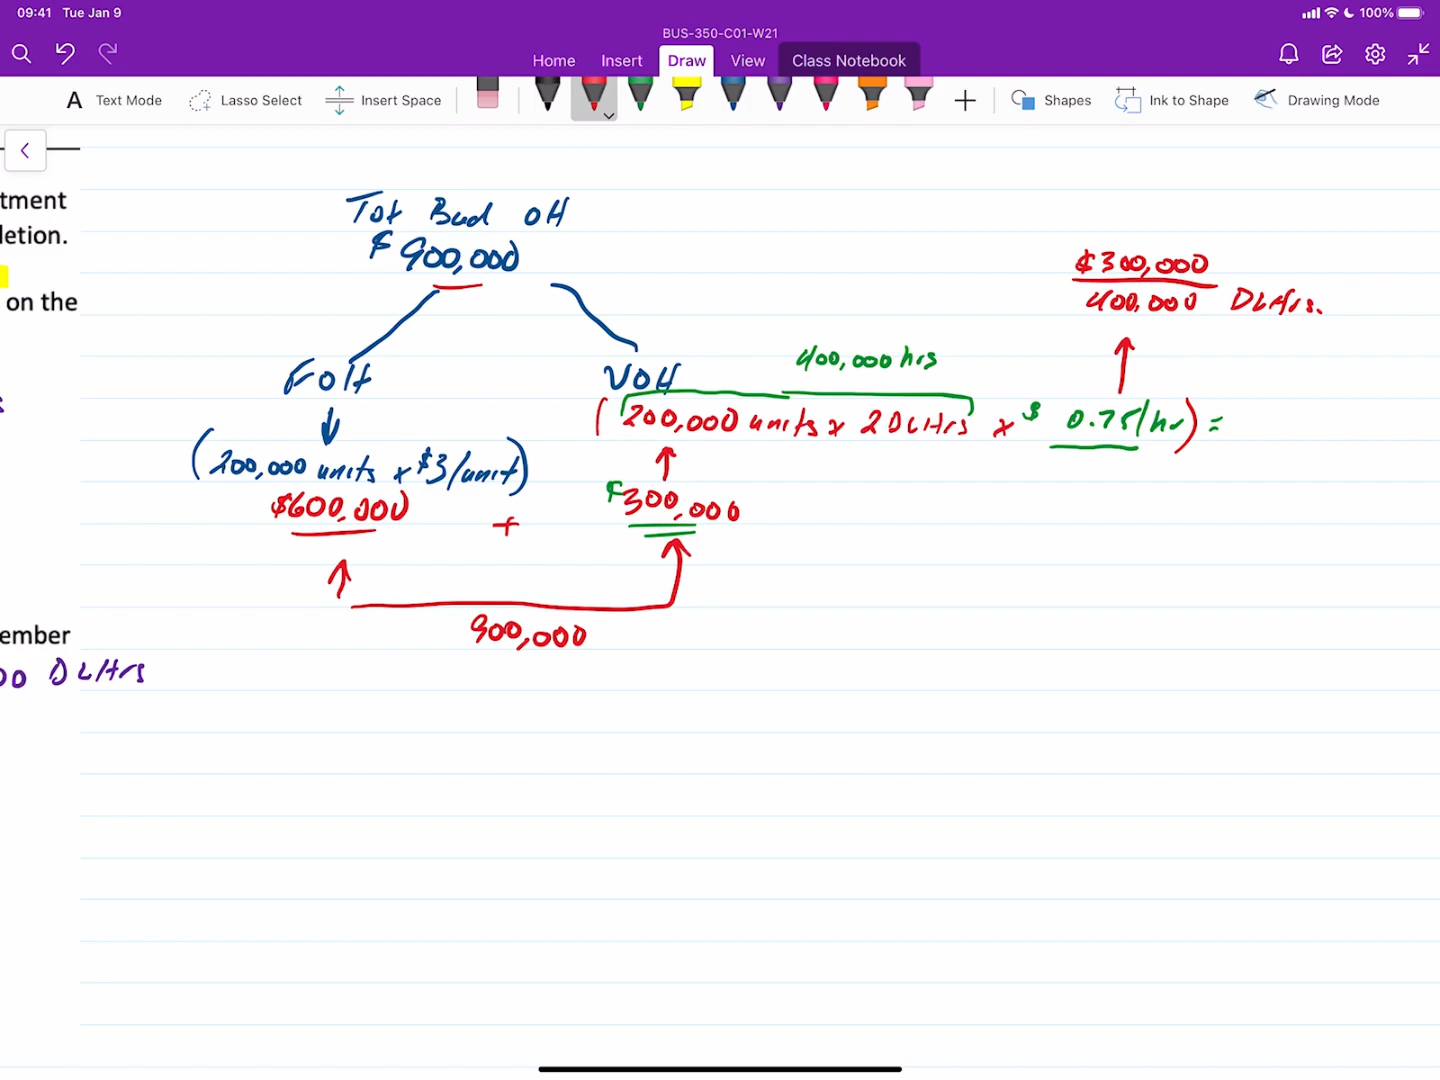 09:41 Tue Jan 9
100%
BUS-350-C01-W21
Home Insert Draw View Class Notebook
A Text Mode Lasso Select Insert Space Shapes Ink to Shape Drawing Mode
tment
letion.
on the
ember
00 DLHrs
Tot Bud OH
$900,000
FOH
(200,000 units x $3/unit)
$600,000
+
VOH
400,000 hrs
(200,000 units x 2 DLHrs x $ 0.75/hr) =
$300,000
900,000
$300,000
400,000 DLHrs.